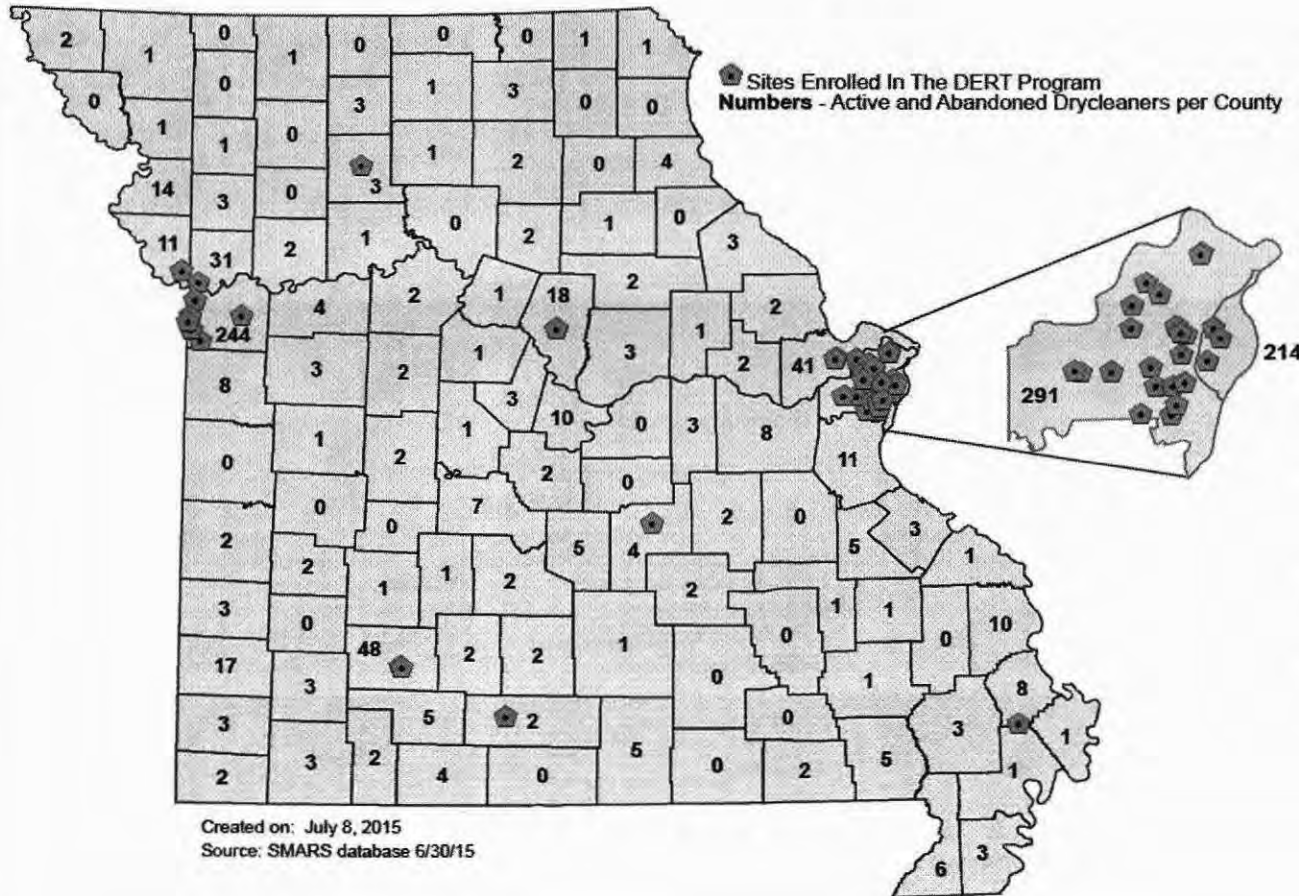 2 1 0 1 0 0 0 1 1
Sites Enrolled In The DERT Program
Numbers - Active and Abandoned Drycleaners per County
0 0 3 1 3 0 0
1 1 0 3 1 2 0 4
14 3 0 0 2 1 0 3
11 31 2 1
244 4 2 1 18 2 2
8 3 2 1 3 1 2 41
214
291
0 1 2 1 3 10 0 3 8 11
2 0 0 7 2 0
2 0 5 3
3 2 1 1 2 5 4 2 1
17 0 48 2 2 1 0 0 1 1 0 10
3 3 5 2 0 1 3 8 1
2 3 2 4 0 5 0 2 5 1
6 3
Created on: July 8, 2015
Source: SMARS database 6/30/15